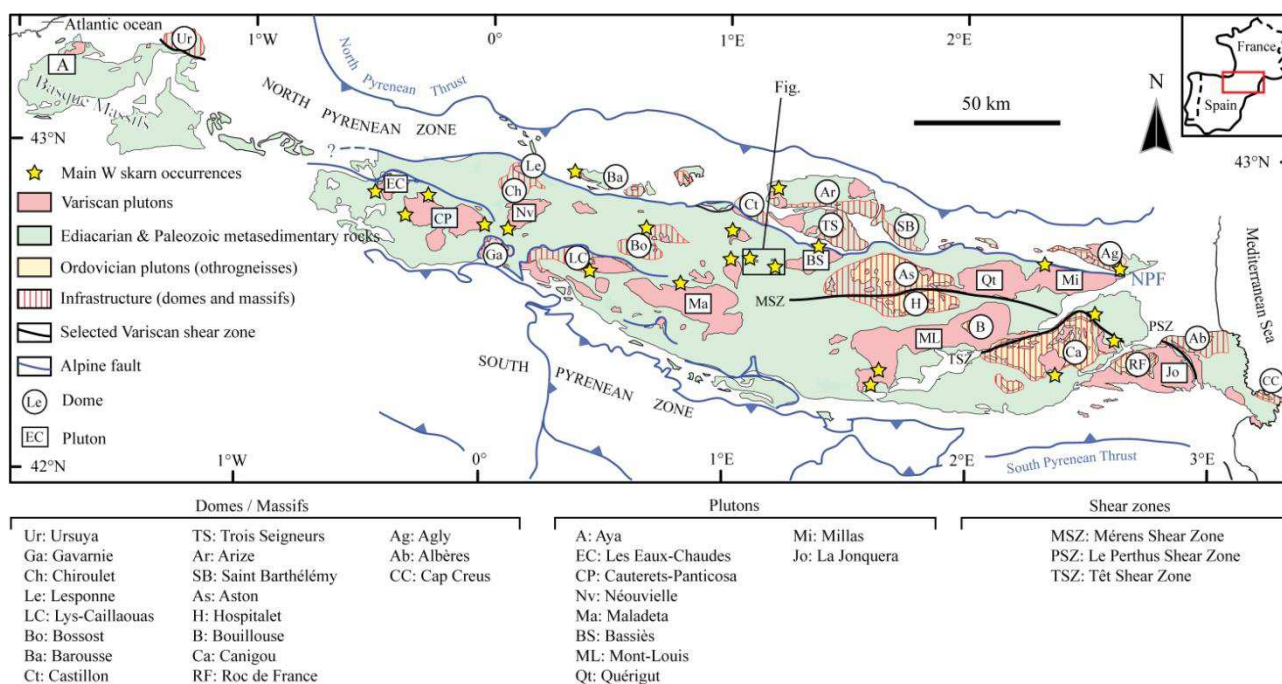 Atlantic ocean
1°W
0°
1°E
2°E
Ur
A
Basque Massifs
43°N
North Pyrenean Thrust
NORTH PYRENEAN ZONE
Fig.
50 km
N
France
Spain
43°N
?
Main W skarn occurrences
Variscan plutons
Ediacarian & Paleozoic metasedimentary rocks
Ordovician plutons (othrogneisses)
Infrastructure (domes and massifs)
Selected Variscan shear zone
Alpine fault
Le Dome
EC Pluton
EC
CP
Le
Ch
Nv
Ga
Ba
Bo
LC
Ma
Ct
Ar
TS
SB
BS
As
H
MSZ
Qt
Mi
Ag
NPF
B
ML
TSZ
Ca
RF
Jo
PSZ
Ab
CC
Mediterranean Sea
SOUTH PYRENEAN ZONE
South Pyrenean Thrust
42°N
1°W
0°
1°E
2°E
3°E
Domes / Massifs
Ur: Ursuya
Ga: Gavarnie
Ch: Chiroulet
Le: Lesponne
LC: Lys-Caillaouas
Bo: Bossost
Ba: Barousse
Ct: Castillon
TS: Trois Seigneurs
Ar: Arize
SB: Saint Barthélémy
As: Aston
H: Hospitalet
B: Bouillouse
Ca: Canigou
RF: Roc de France
Ag: Agly
Ab: Albères
CC: Cap Creus
Plutons
A: Aya
EC: Les Eaux-Chaudes
CP: Cauterets-Panticosa
Nv: Néouvielle
Ma: Maladeta
BS: Bassiès
ML: Mont-Louis
Qt: Quérigut
Mi: Millas
Jo: La Jonquera
Shear zones
MSZ: Mérens Shear Zone
PSZ: Le Perthus Shear Zone
TSZ: Têt Shear Zone